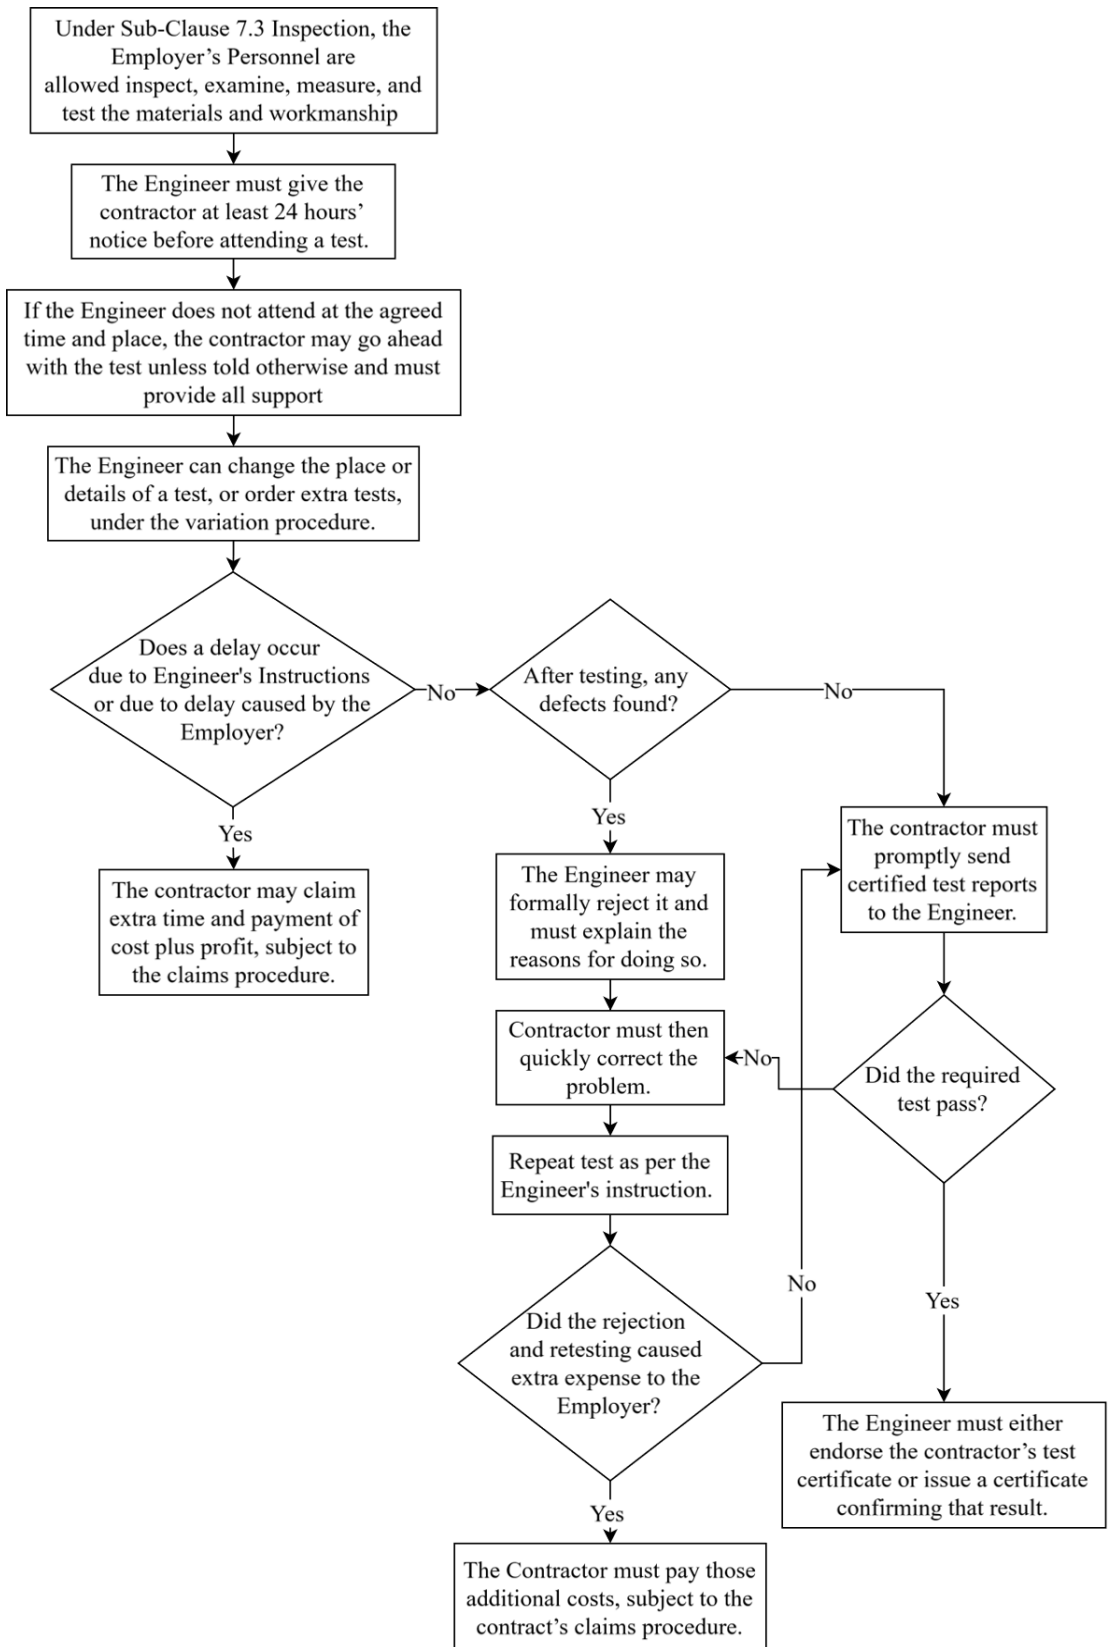 Under Sub-Clause 7.3 Inspection, the
Employer’s Personnel are
allowed inspect, examine, measure, and
test the materials and workmanship
The Engineer must give the
contractor at least 24 hours’
notice before attending a test.
If the Engineer does not attend at the agreed
time and place, the contractor may go ahead
with the test unless told otherwise and must
provide all support
The Engineer can change the place or
details of a test, or order extra tests,
under the variation procedure.
Does a delay occur
due to Engineer's Instructions
or due to delay caused by the
Employer?
No
Yes
The contractor may claim
extra time and payment of
cost plus profit, subject to
the claims procedure.
After testing, any
defects found?
No
Yes
The Engineer may
formally reject it and
must explain the
reasons for doing so.
Contractor must then
quickly correct the
problem.
Repeat test as per the
Engineer's instruction.
Did the rejection
and retesting caused
extra expense to the
Employer?
No
Yes
The Contractor must pay those
additional costs, subject to the
contract’s claims procedure.
The contractor must
promptly send
certified test reports
to the Engineer.
Did the required
test pass?
No
Yes
The Engineer must either
endorse the contractor’s test
certificate or issue a certificate
confirming that result.